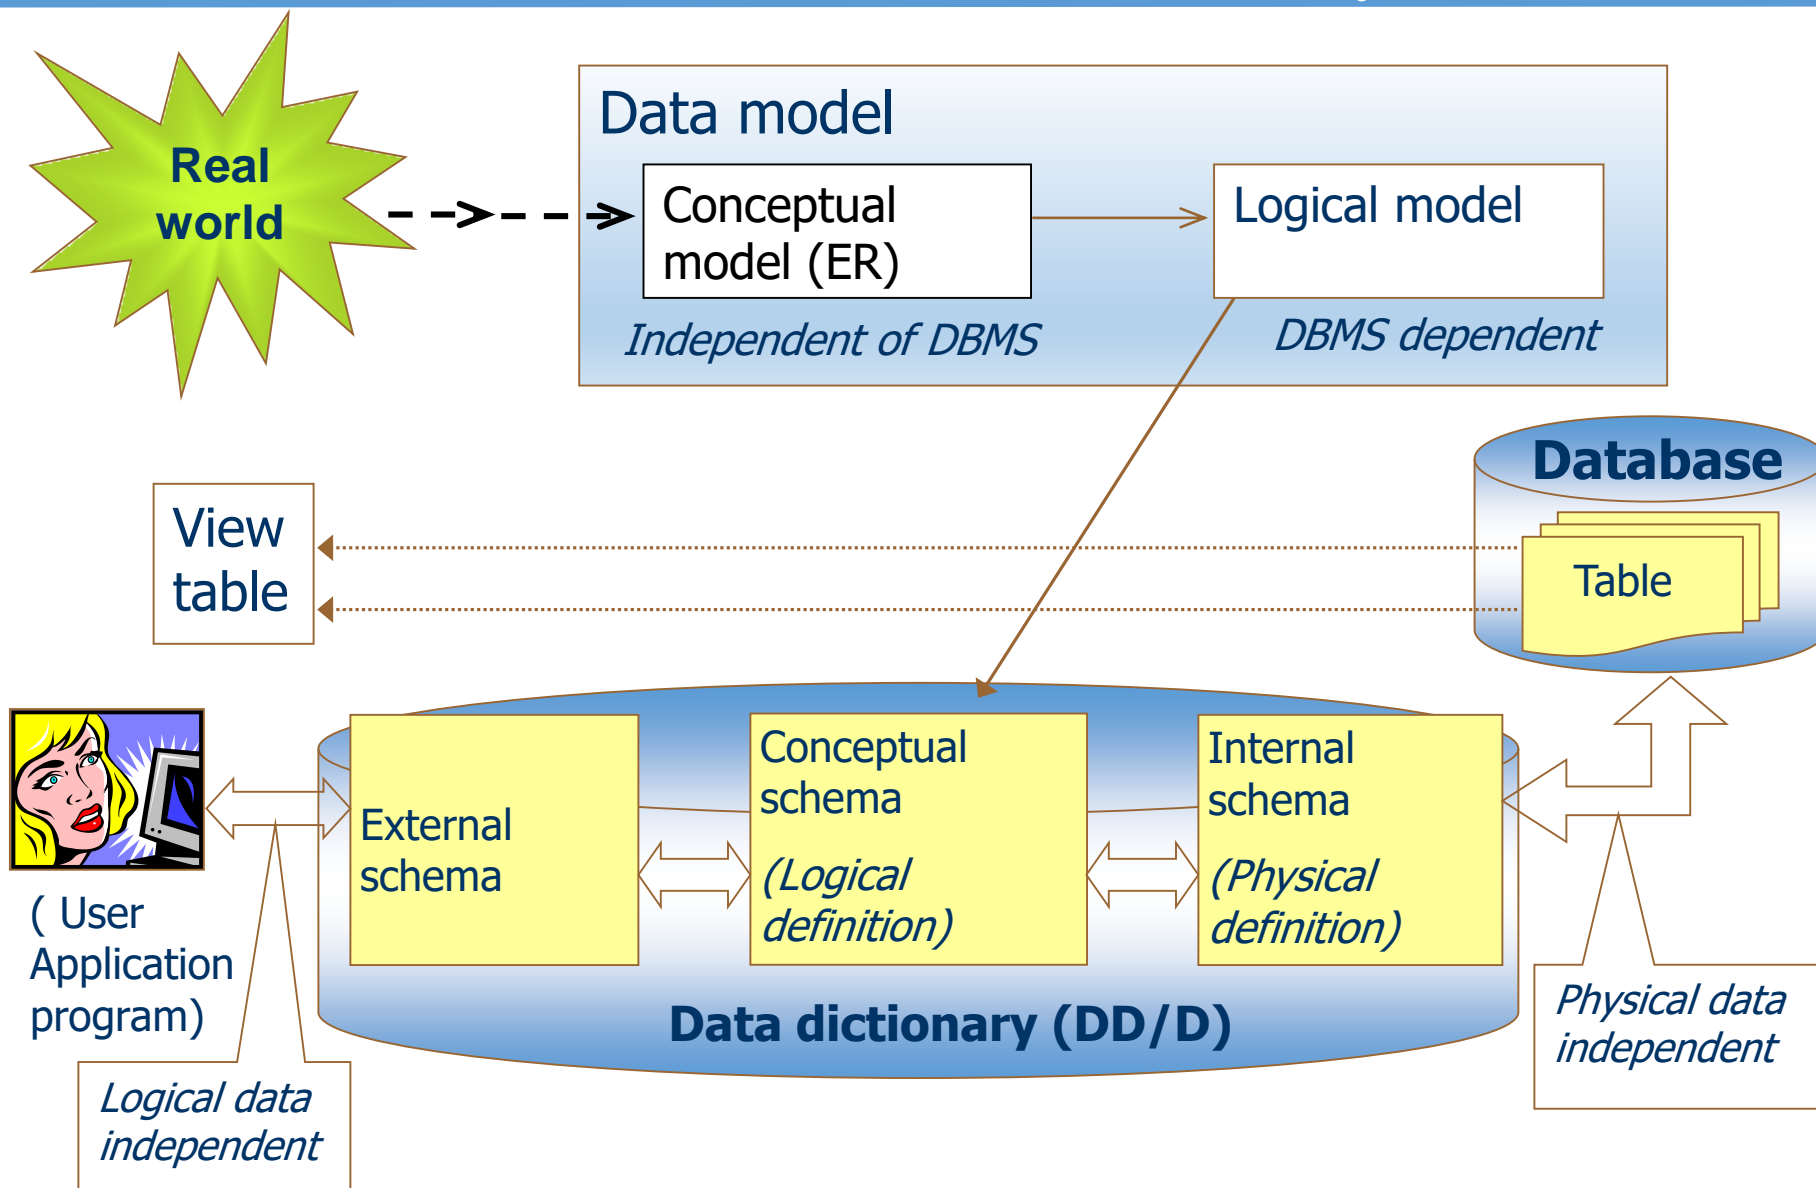 Real
world
Data model
Conceptual
model (ER)
Logical model
Independent of DBMS
DBMS dependent
Database
Table
View
table
External
schema
Conceptual
schema
(Logical
definition)
Internal
schema
(Physical
definition)
( User
Application
program)
Data dictionary (DD/D)
Logical data
independent
Physical data
independent